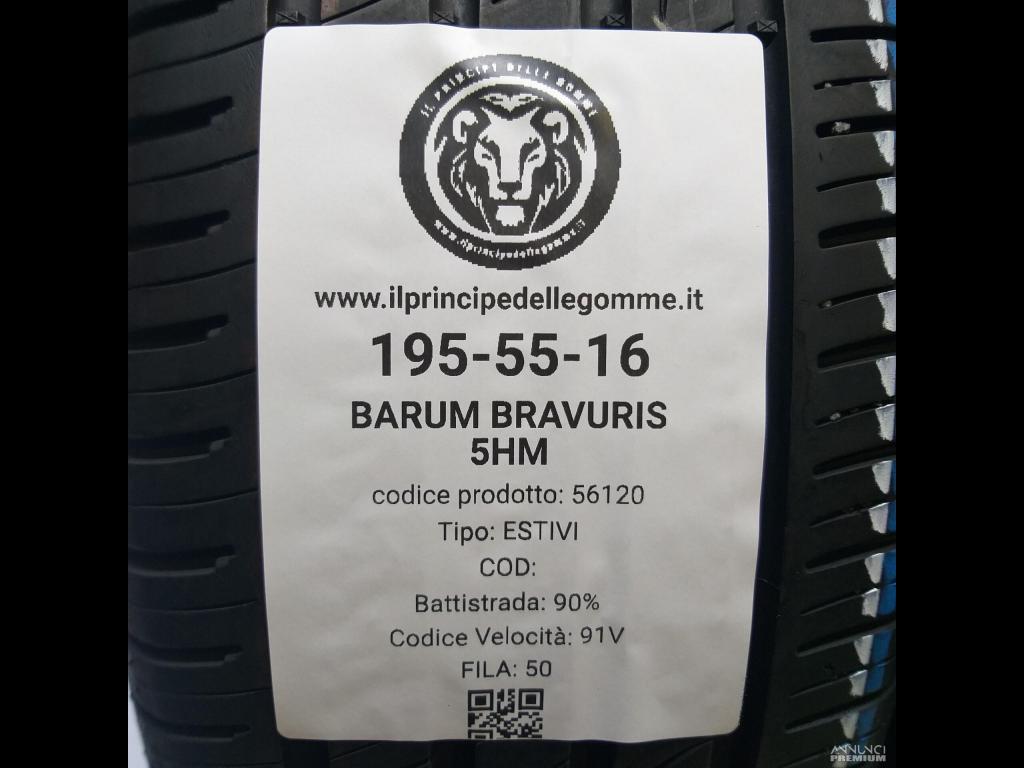 IL PRINCIPE DELLE GOMME
www.ilprincipedellegomme.it
www.ilprincipedellegomme.it
195-55-16
BARUM BRAVURIS
5HM
codice prodotto: 56120
Tipo: ESTIVI
COD:
Battistrada: 90%
Codice Velocità: 91V
FILA: 50
ANNUNCI
PREMIUM